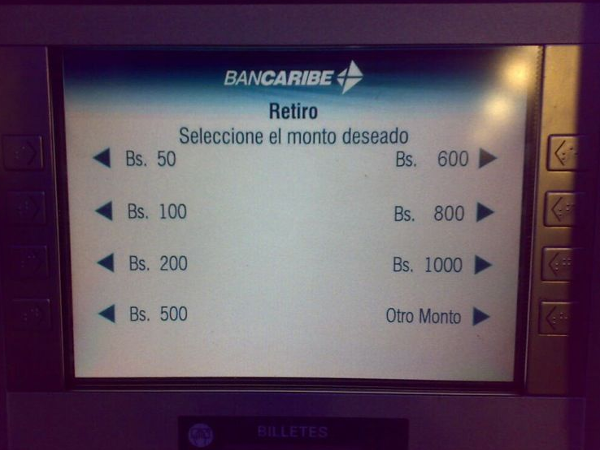 BANCARIBE
Retiro
Seleccione el monto deseado
Bs. 50
Bs. 600
Bs. 100
Bs. 800
Bs. 200
Bs. 1000
Bs. 500
Otro Monto
BILLETES